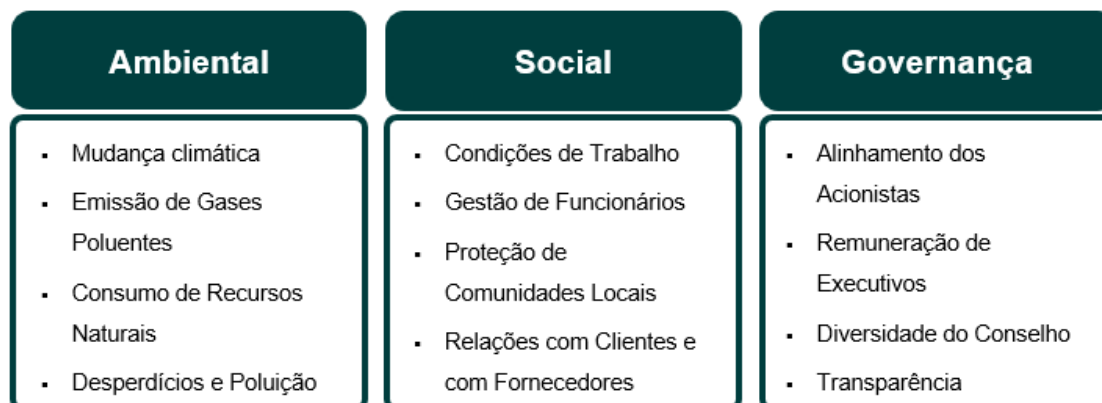 Ambiental
Mudança climática
Emissão de Gases
Poluentes
Consumo de Recursos
Naturais
Desperdícios e Poluição
Social
Condições de Trabalho
Gestão de Funcionários
Proteção de
Comunidades Locais
Relações com Clientes e
com Fornecedores
Governança
Alinhamento dos
Acionistas
Remuneração de
Executivos
Diversidade do Conselho
Transparência